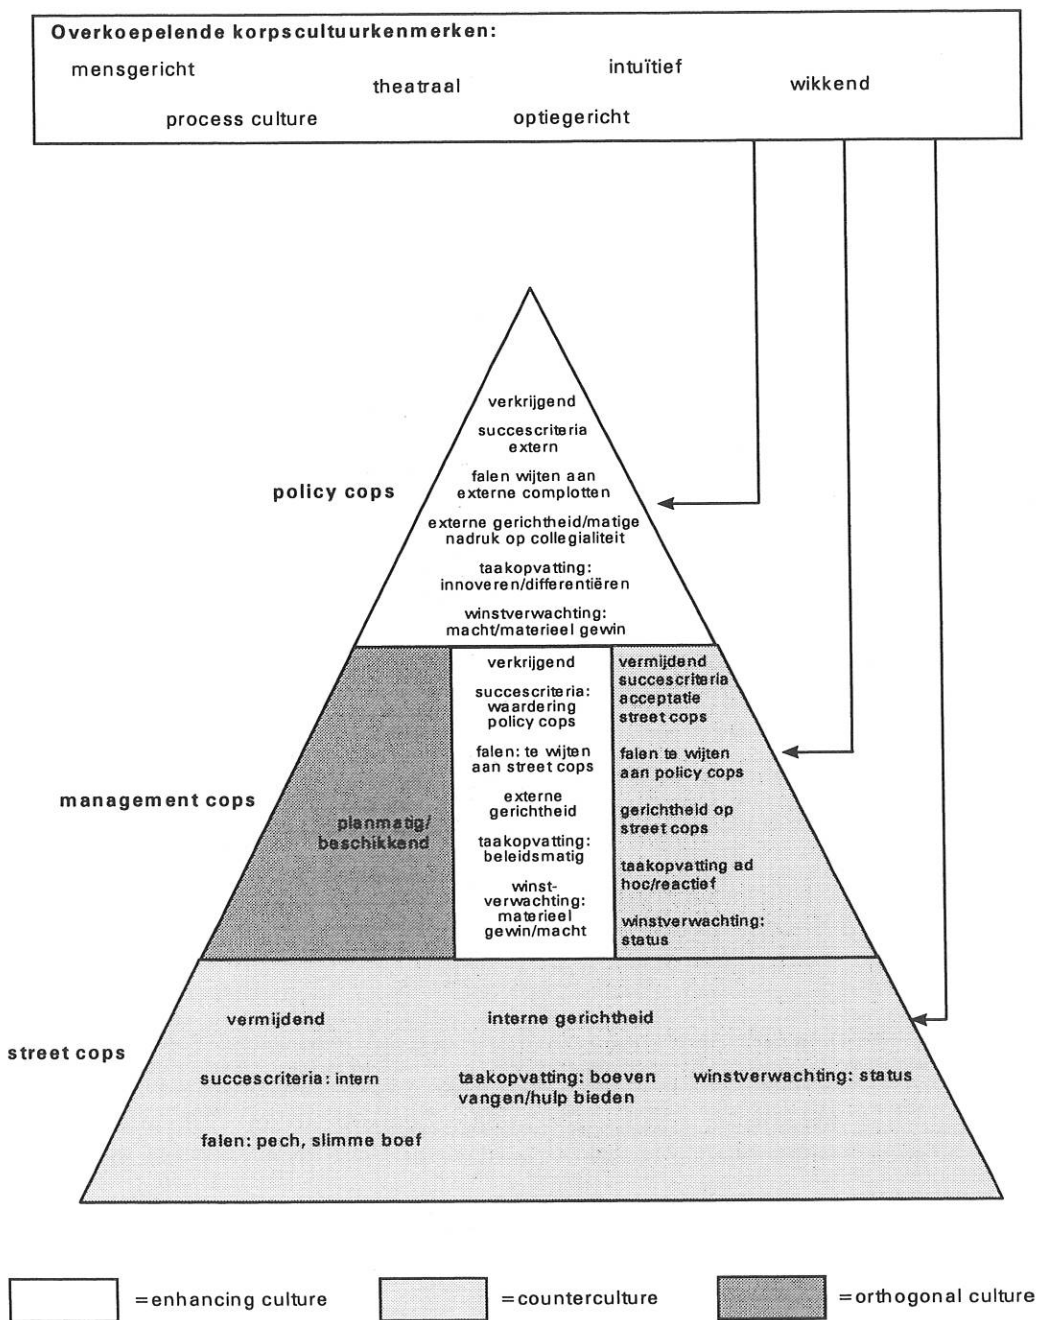 Overkoepelende korpscultuurkenmerken:
mensgericht
theatraal
intuïtief
wikkend
process culture
optiegericht
policy cops
verkrijgend
succescriteria
extern
falen wijten aan
externe complotten
externe gerichtheid/matige
nadruk op collegialiteit
taakopvatting:
innoveren/differentiëren
winstverwachting:
macht/materieel gewin
management cops
planmatig/
beschikkend
verkrijgend
succescriteria:
waardering
policy cops
falen: te wijten
aan street cops
externe
gerichtheid
taakopvatting:
beleidsmatig
winst-
verwachting:
materieel
gewin/macht
vermijdend
succescriteria
acceptatie
street cops
falen te wijten
aan policy cops
gerichtheid op
street cops
taakopvatting ad
hoc/reactief
winstverwachting:
status
street cops
vermijdend
interne gerichtheid
succescriteria: intern
taakopvatting: boeven
vangen/hulp bieden
winstverwachting: status
falen: pech, slimme boef
=enhancing culture
=counterculture
=orthogonal culture